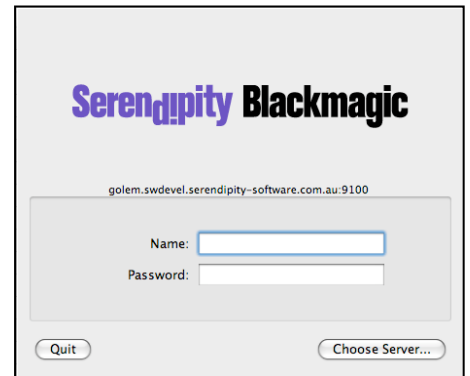 Serendipity Blackmagic
golem.swdevel.serendipity-software.com.au:9100
Name:
Password:
Quit
Choose Server...